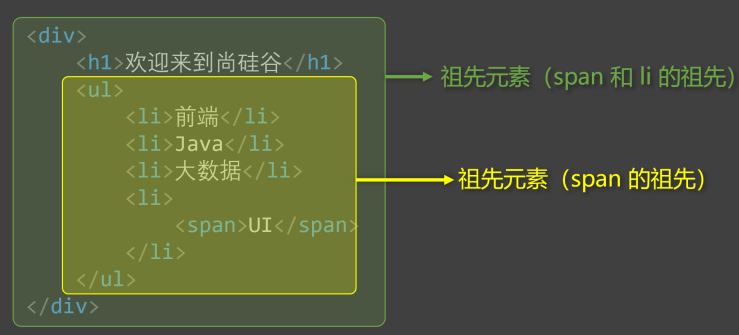 <div>
<h1>欢迎来到尚硅谷</h1>
祖先元素（span 和 li 的祖先）
<ul>
<li>前端</li>
<li>Java</li>
<li>大数据</li>
祖先元素（span 的祖先）
<li>
<span>UI</span>
</li>
</ul>
</div>